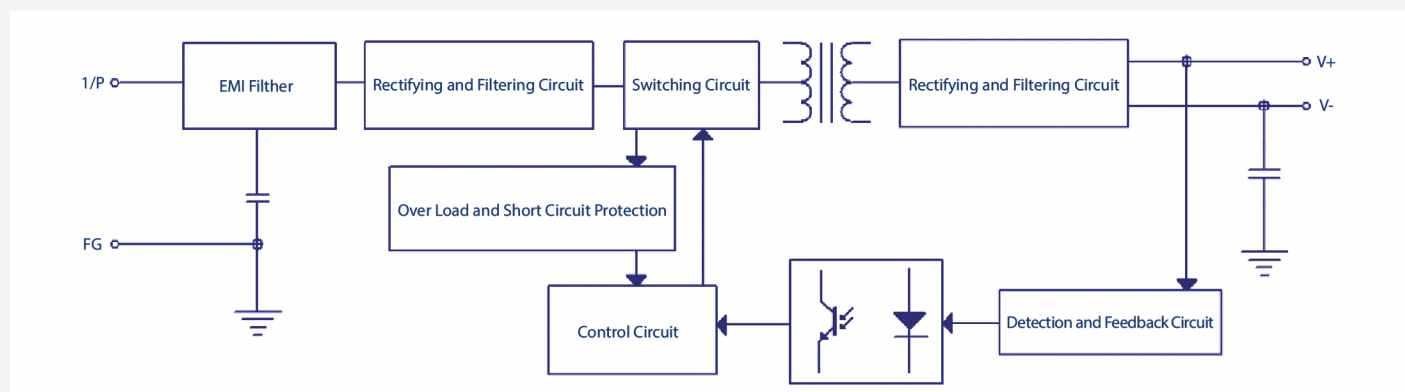 1/P
EMI Filther
Rectifying and Filtering Circuit
Switching Circuit
Rectifying and Filtering Circuit
V+
V-
Over Load and Short Circuit Protection
FG
Control Circuit
Detection and Feedback Circuit